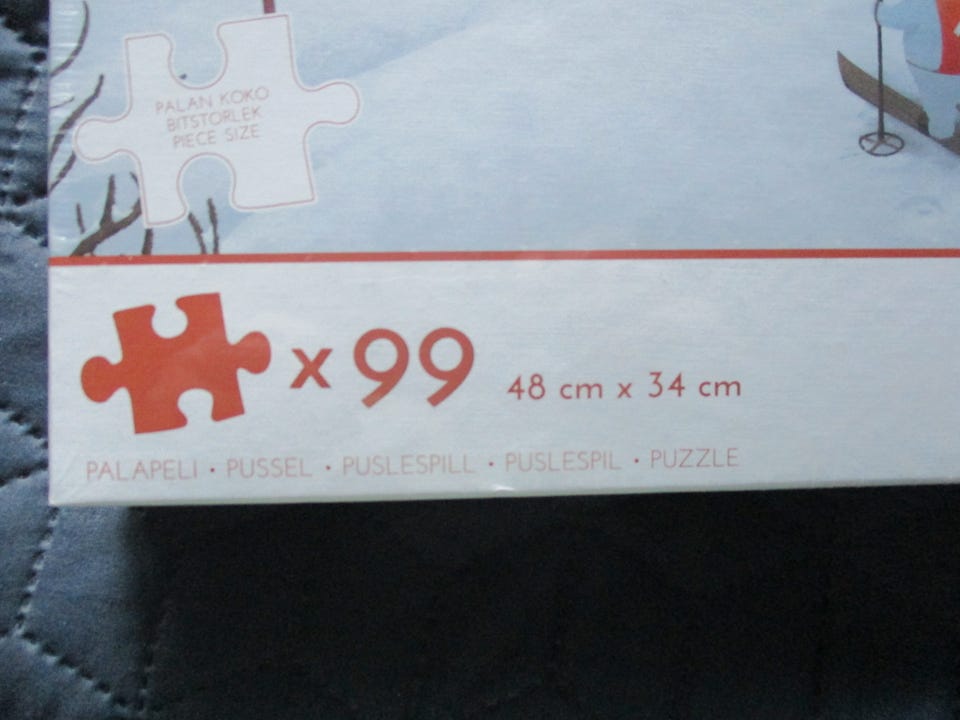 PALAN KOKO
BITSTORLEK
PIECE SIZE
x 99 48 cm x 34 cm
PALAPELI • PUSSEL • PUSLESPILL • PUSLESPIL • PUZZLE